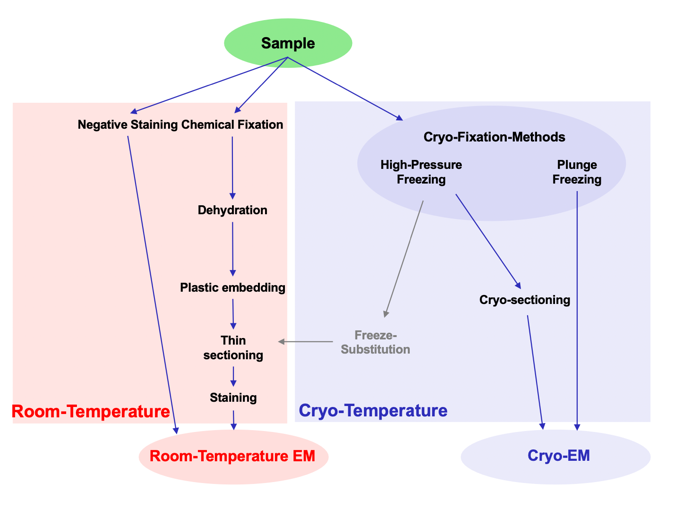 Sample
Negative Staining Chemical Fixation
Cryo-Fixation-Methods
High-Pressure
Freezing
Plunge
Freezing
Dehydration
Plastic embedding
Cryo-sectioning
Thin
sectioning
Freeze-
Substitution
Staining
Room-Temperature
Cryo-Temperature
Room-Temperature EM
Cryo-EM